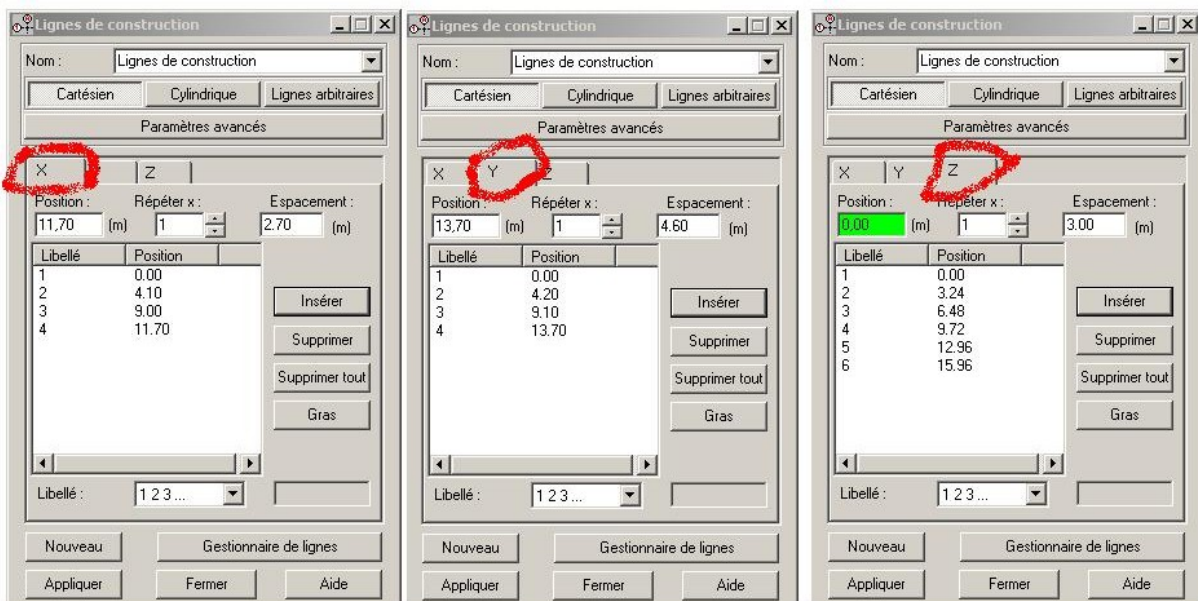 Lignes de construction
Nom : Lignes de construction
Cartésien Cylindrique Lignes arbitraires
Paramètres avancés
X Z
Position : Répéter x : Espacement :
11,70 (m) 1 2.70 (m)
Libellé Position
1 0.00
2 4.10
3 9.00
4 11.70
Insérer
Supprimer
Supprimer tout
Gras
Libellé : 1 2 3 ...
Nouveau Gestionnaire de lignes
Appliquer Fermer Aide
Lignes de construction
Nom : Lignes de construction
Cartésien Cylindrique Lignes arbitraires
Paramètres avancés
X Y Z
Position : Répéter x : Espacement :
13,70 (m) 1 4.60 (m)
Libellé Position
1 0.00
2 4.20
3 9.10
4 13.70
Insérer
Supprimer
Supprimer tout
Gras
Libellé : 1 2 3 ...
Nouveau Gestionnaire de lignes
Appliquer Fermer Aide
Lignes de construction
Nom : Lignes de construction
Cartésien Cylindrique Lignes arbitraires
Paramètres avancés
X Y Z
Position : Répéter x : Espacement :
0,00 (m) 1 3.00 (m)
Libellé Position
1 0.00
2 3.24
3 6.48
4 9.72
5 12.96
6 15.96
Insérer
Supprimer
Supprimer tout
Gras
Libellé : 1 2 3 ...
Nouveau Gestionnaire de lignes
Appliquer Fermer Aide